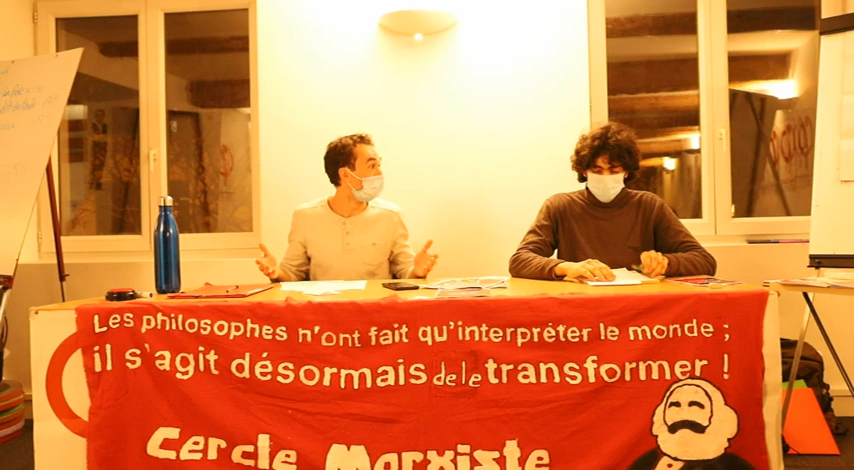 Les philosophes n'ont fait qu'interpréter le monde ;
il s'agit désormais de le transformer !
Cercle Marxiste